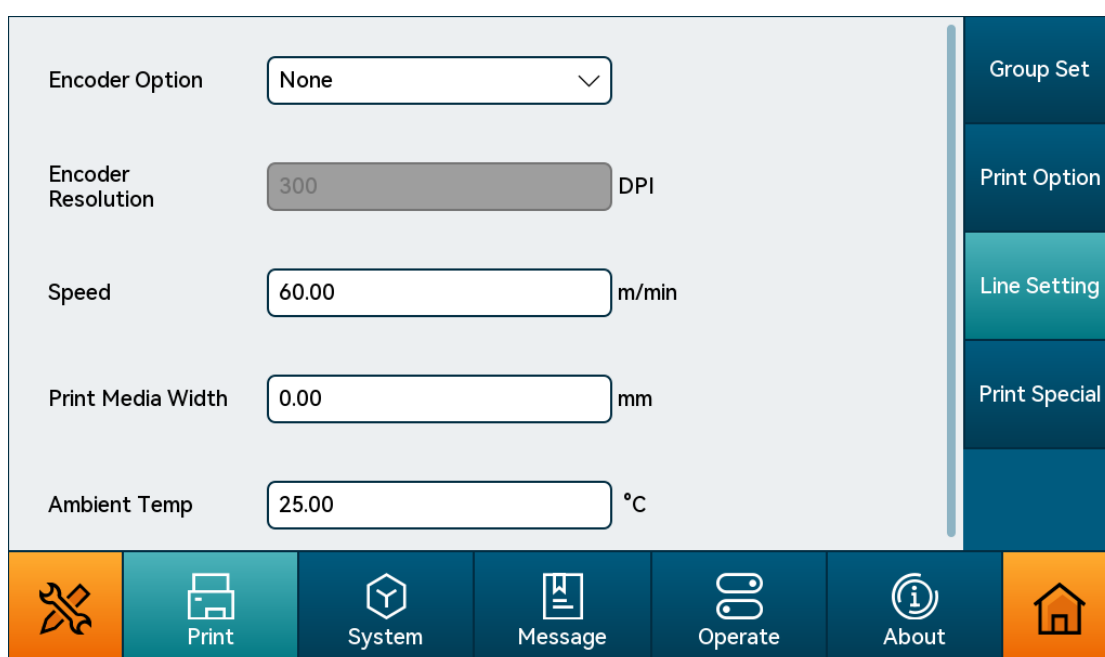 Encoder Option
None
Group Set
Encoder
Resolution
300
DPI
Print Option
Speed
60.00
m/min
Line Setting
Print Media Width
0.00
mm
Print Special
Ambient Temp
25.00
°C
Print
System
Message
Operate
About